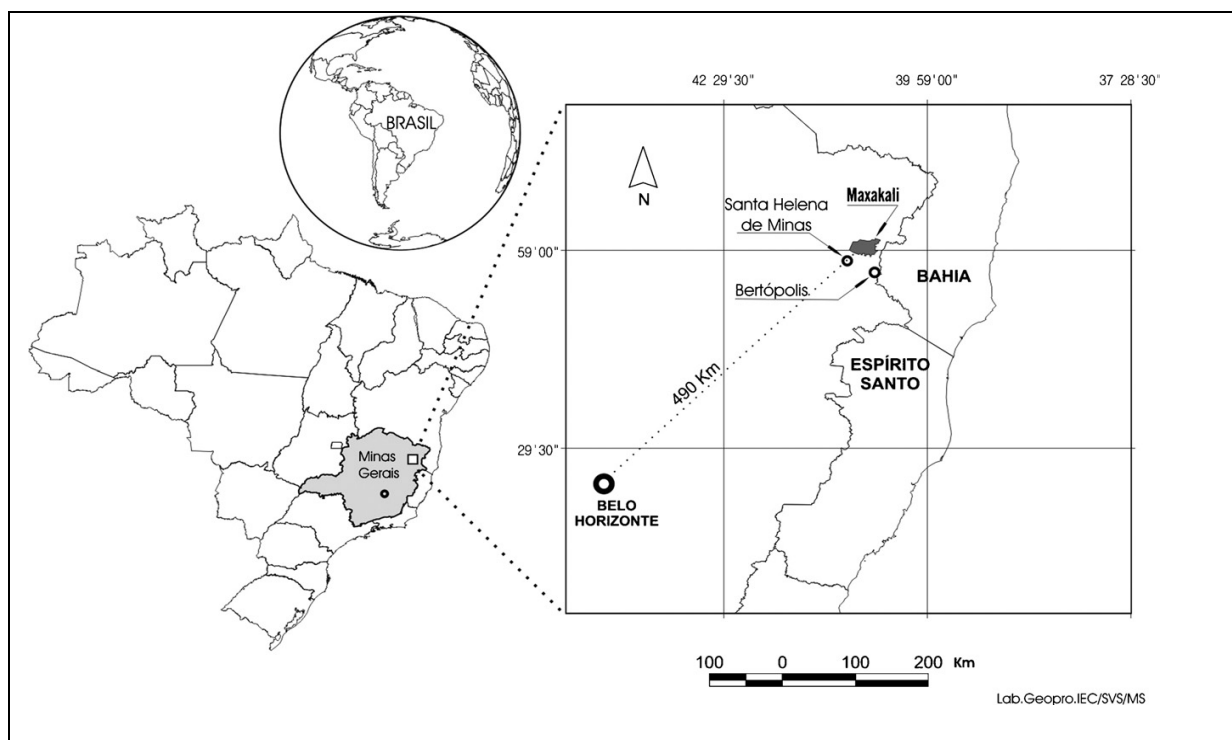 BRASIL
Minas
Gerais
42 29'30"
39 59'00"
37 28'30"
N
Santa Helena
de Minas
Maxakali
59'00"
Bertópolis.
BAHIA
ESPÍRITO
SANTO
490 Km
29'30"
BELO
HORIZONTE
100 0 100 200 Km
Lab.Geopro.IEC/SVS/MS